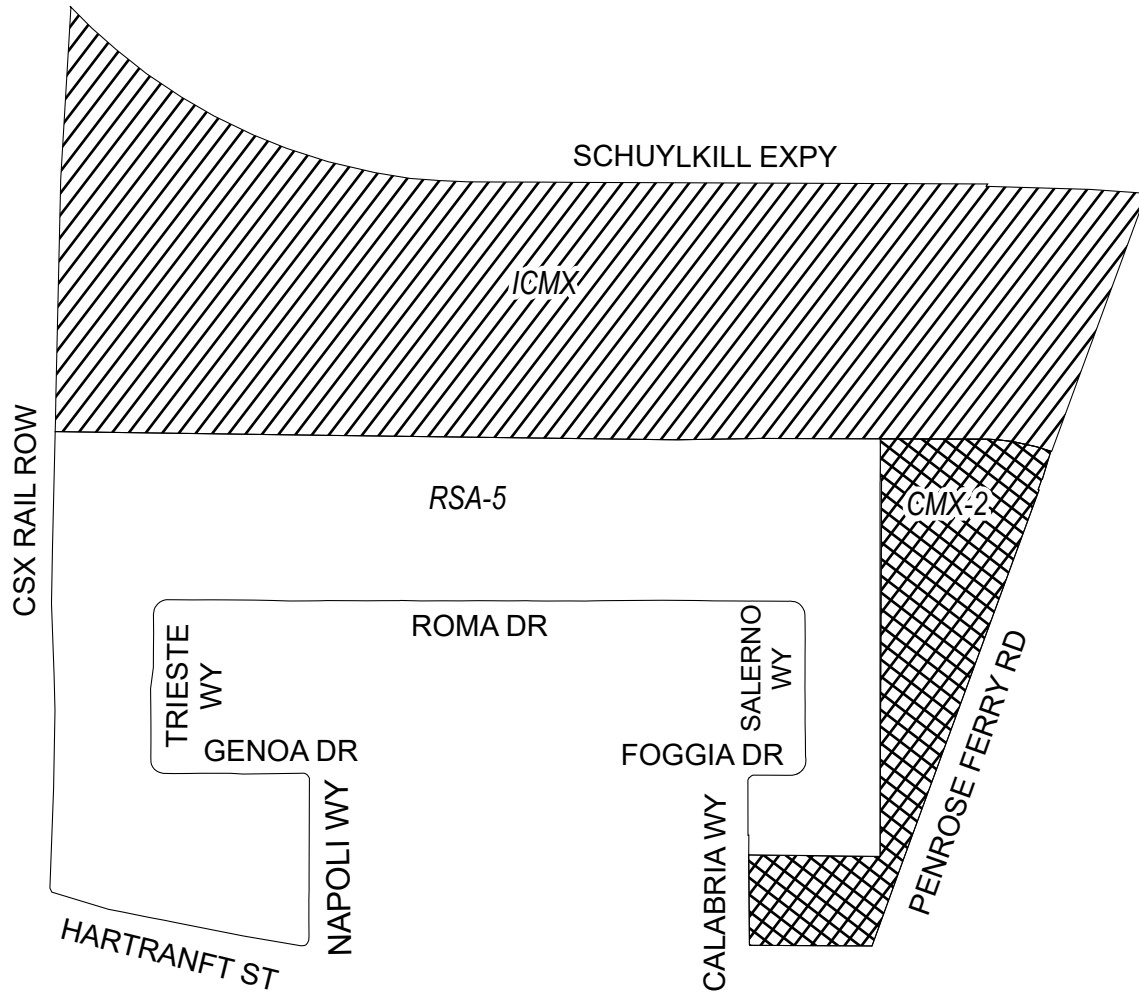 SCHUYLKILL EXPY
ICMX
CSX RAIL ROW
RSA-5
CMX-2
ROMA DR
TRIESTE
WY
SALERNO
WY
GENOA DR
FOGGIA DR
PENROSE FERRY RD
NAPOLI WY
CALABRIA WY
HARTRANFT ST